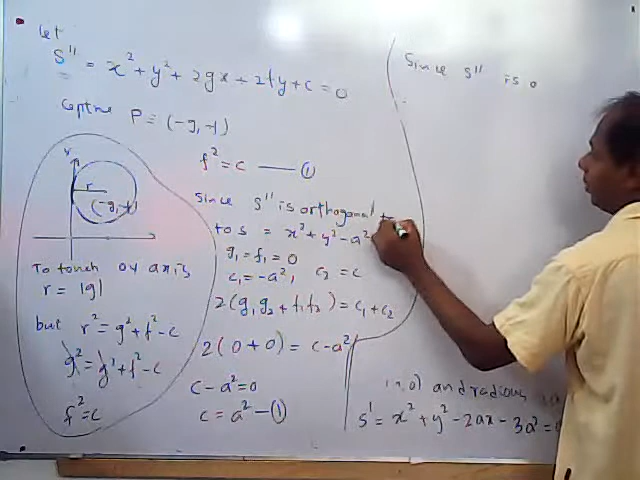 Let
S'' = x² + y² + 2gx + 2fy + c = 0
Centre P ≡ (-g, -f)
y
r
(-g, -f)
To touch oy axis
r = |g|
but r² = g² + f² - c
g² = g² + f² - c
f² = c
f² = c — ①
Since S'' is orthogonal
to S = x² + y² - a²
g₁ = f₁ = 0
c₁ = -a², c₂ = c
2(g₁g₂ + f₁f₂) = c₁ + c₂
2(0 + 0) = c - a²
c - a² = 0
c = a² — ①
Since S'' is o
and radious
S' = x² + y² - 2ax - 3a² =